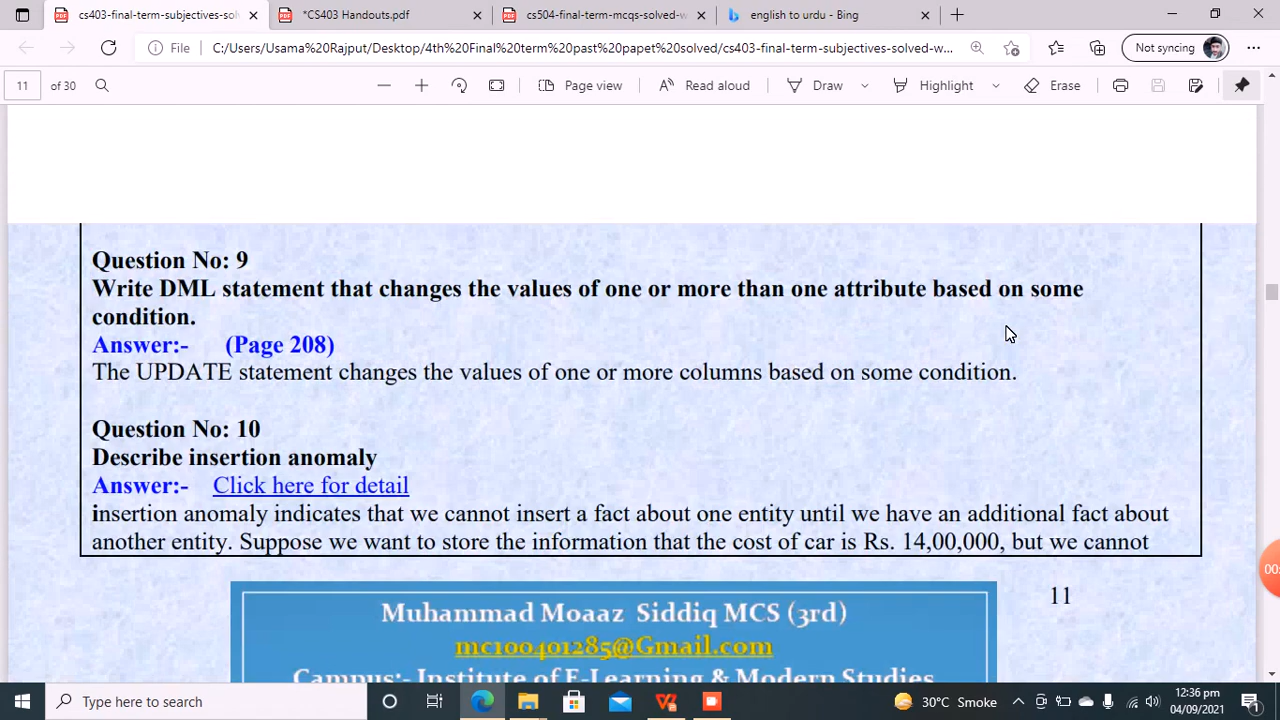 cs403-final-term-subjectives-sol
*CS403 Handouts.pdf
cs504-final-term-mcqs-solved-w
english to urdu - Bing
File
C:/Users/Usama%20Rajput/Desktop/4th%20Final%20term%20past%20papet%20solved/cs403-final-term-subjectives-solved-w...
Not syncing
11 of 30
Page view
Read aloud
Draw
Highlight
Erase
Question No: 9
Write DML statement that changes the values of one or more than one attribute based on some
condition.
Answer:- (Page 208)
The UPDATE statement changes the values of one or more columns based on some condition.
Question No: 10
Describe insertion anomaly
Answer:- Click here for detail
insertion anomaly indicates that we cannot insert a fact about one entity until we have an additional fact about
another entity. Suppose we want to store the information that the cost of car is Rs. 14,00,000, but we cannot
11
Muhammad Moaaz Siddiq MCS (3rd)
mc100401285@Gmail.com
Campus:- Institute of E-Learning & Modern Studies
00:
Type here to search
30°C Smoke
12:36 pm
04/09/2021
1